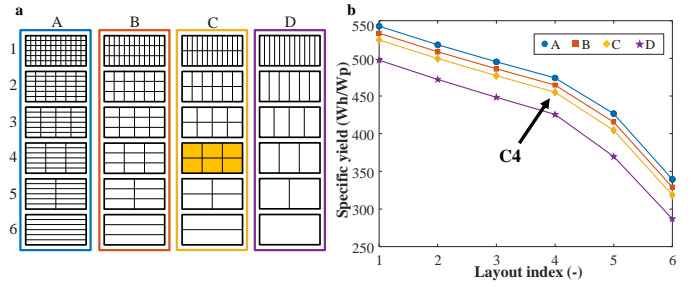 a
A B C D
1
2
3
4
5
6
b
Specific yield (Wh/Wp)
550
500
450
400
350
300
250
A B C D
C4
1 2 3 4 5 6
Layout index (-)